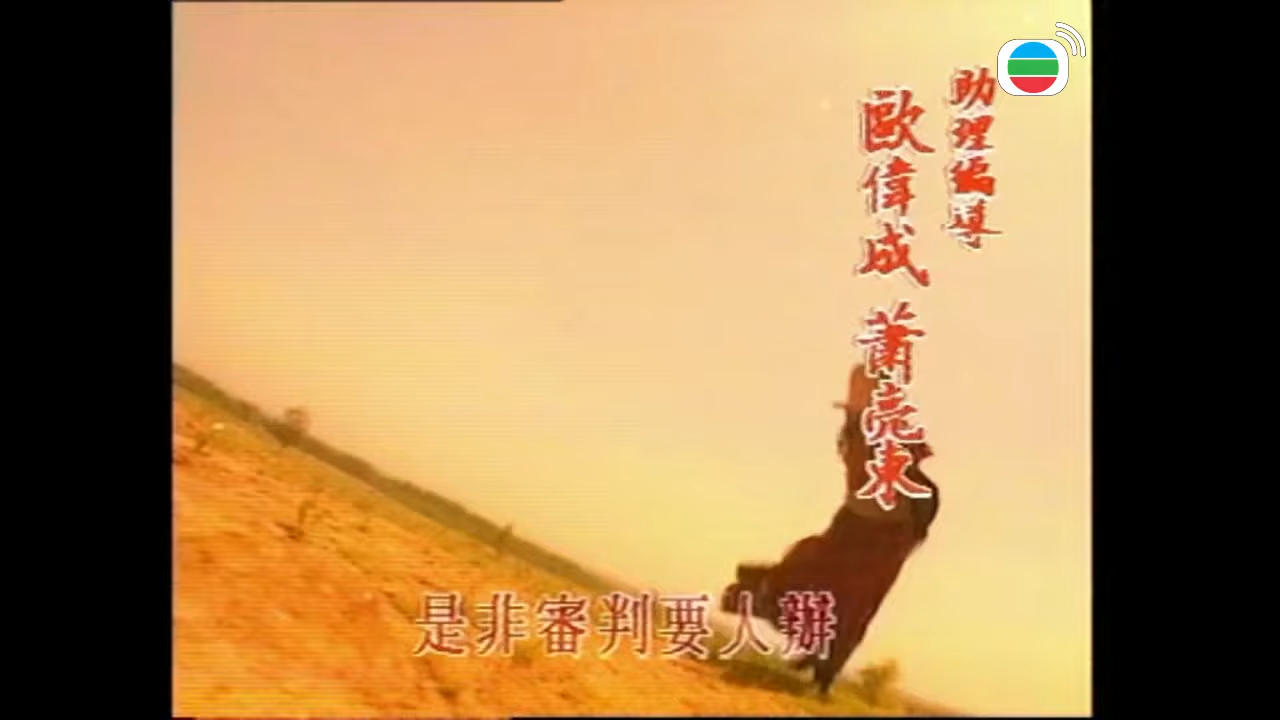 助理編導
歐偉成 蕭亮東
是非審判要人辦